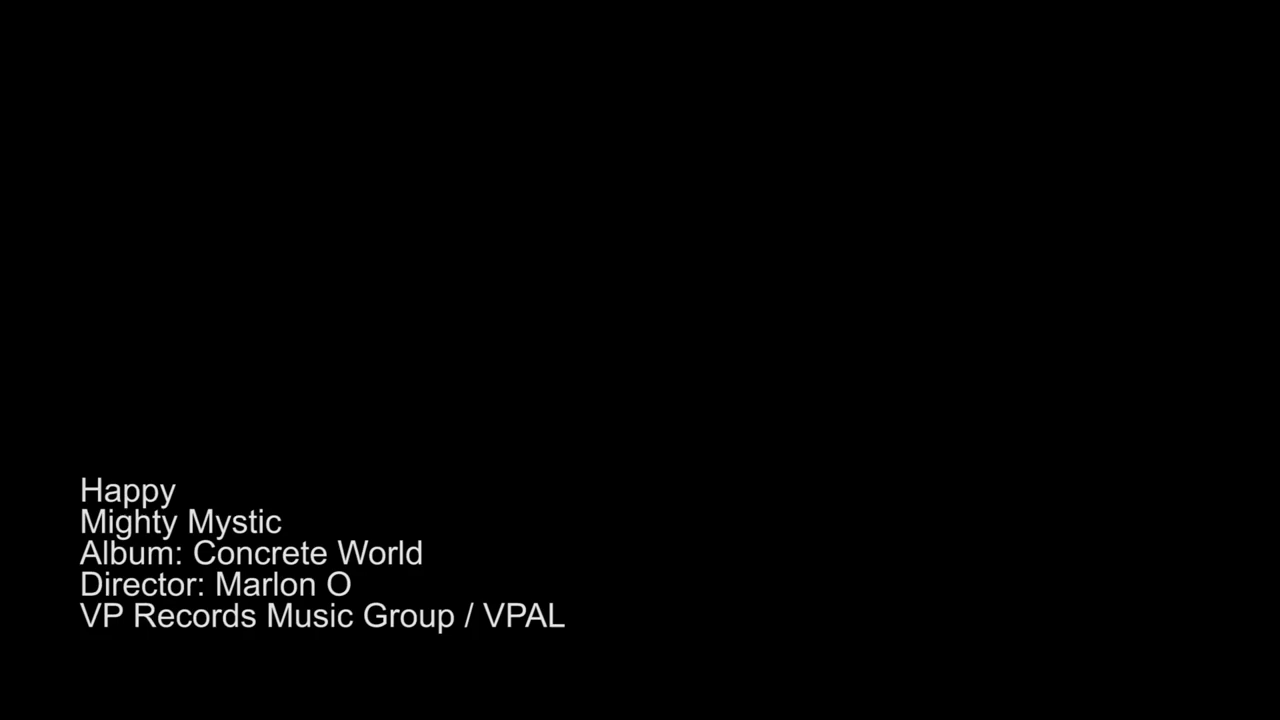 Happy
Mighty Mystic
Album: Concrete World
Director: Marlon O
VP Records Music Group / VPAL